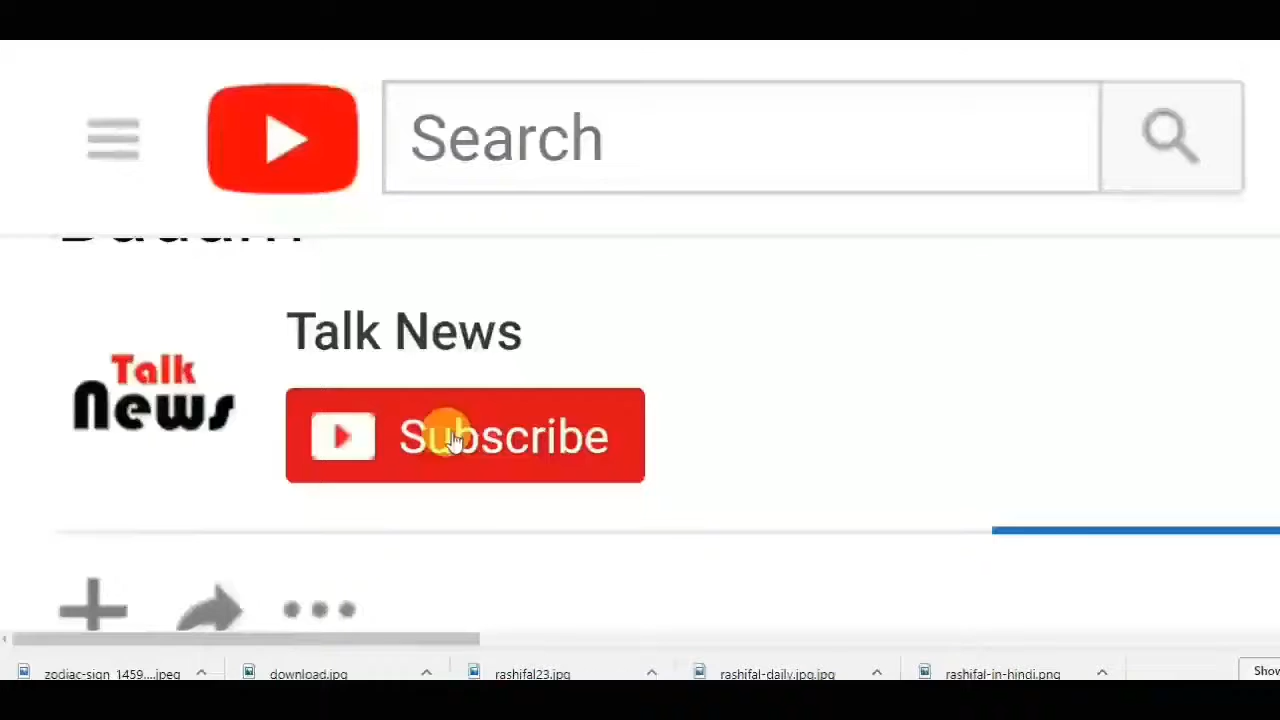 Search
Talk News
Talk
News
Subscribe
zodiac-sign_1459....jpeg
download.jpg
rashifal23.jpg
rashifal-daily.jpg.jpg
rashifal-in-hindi.png